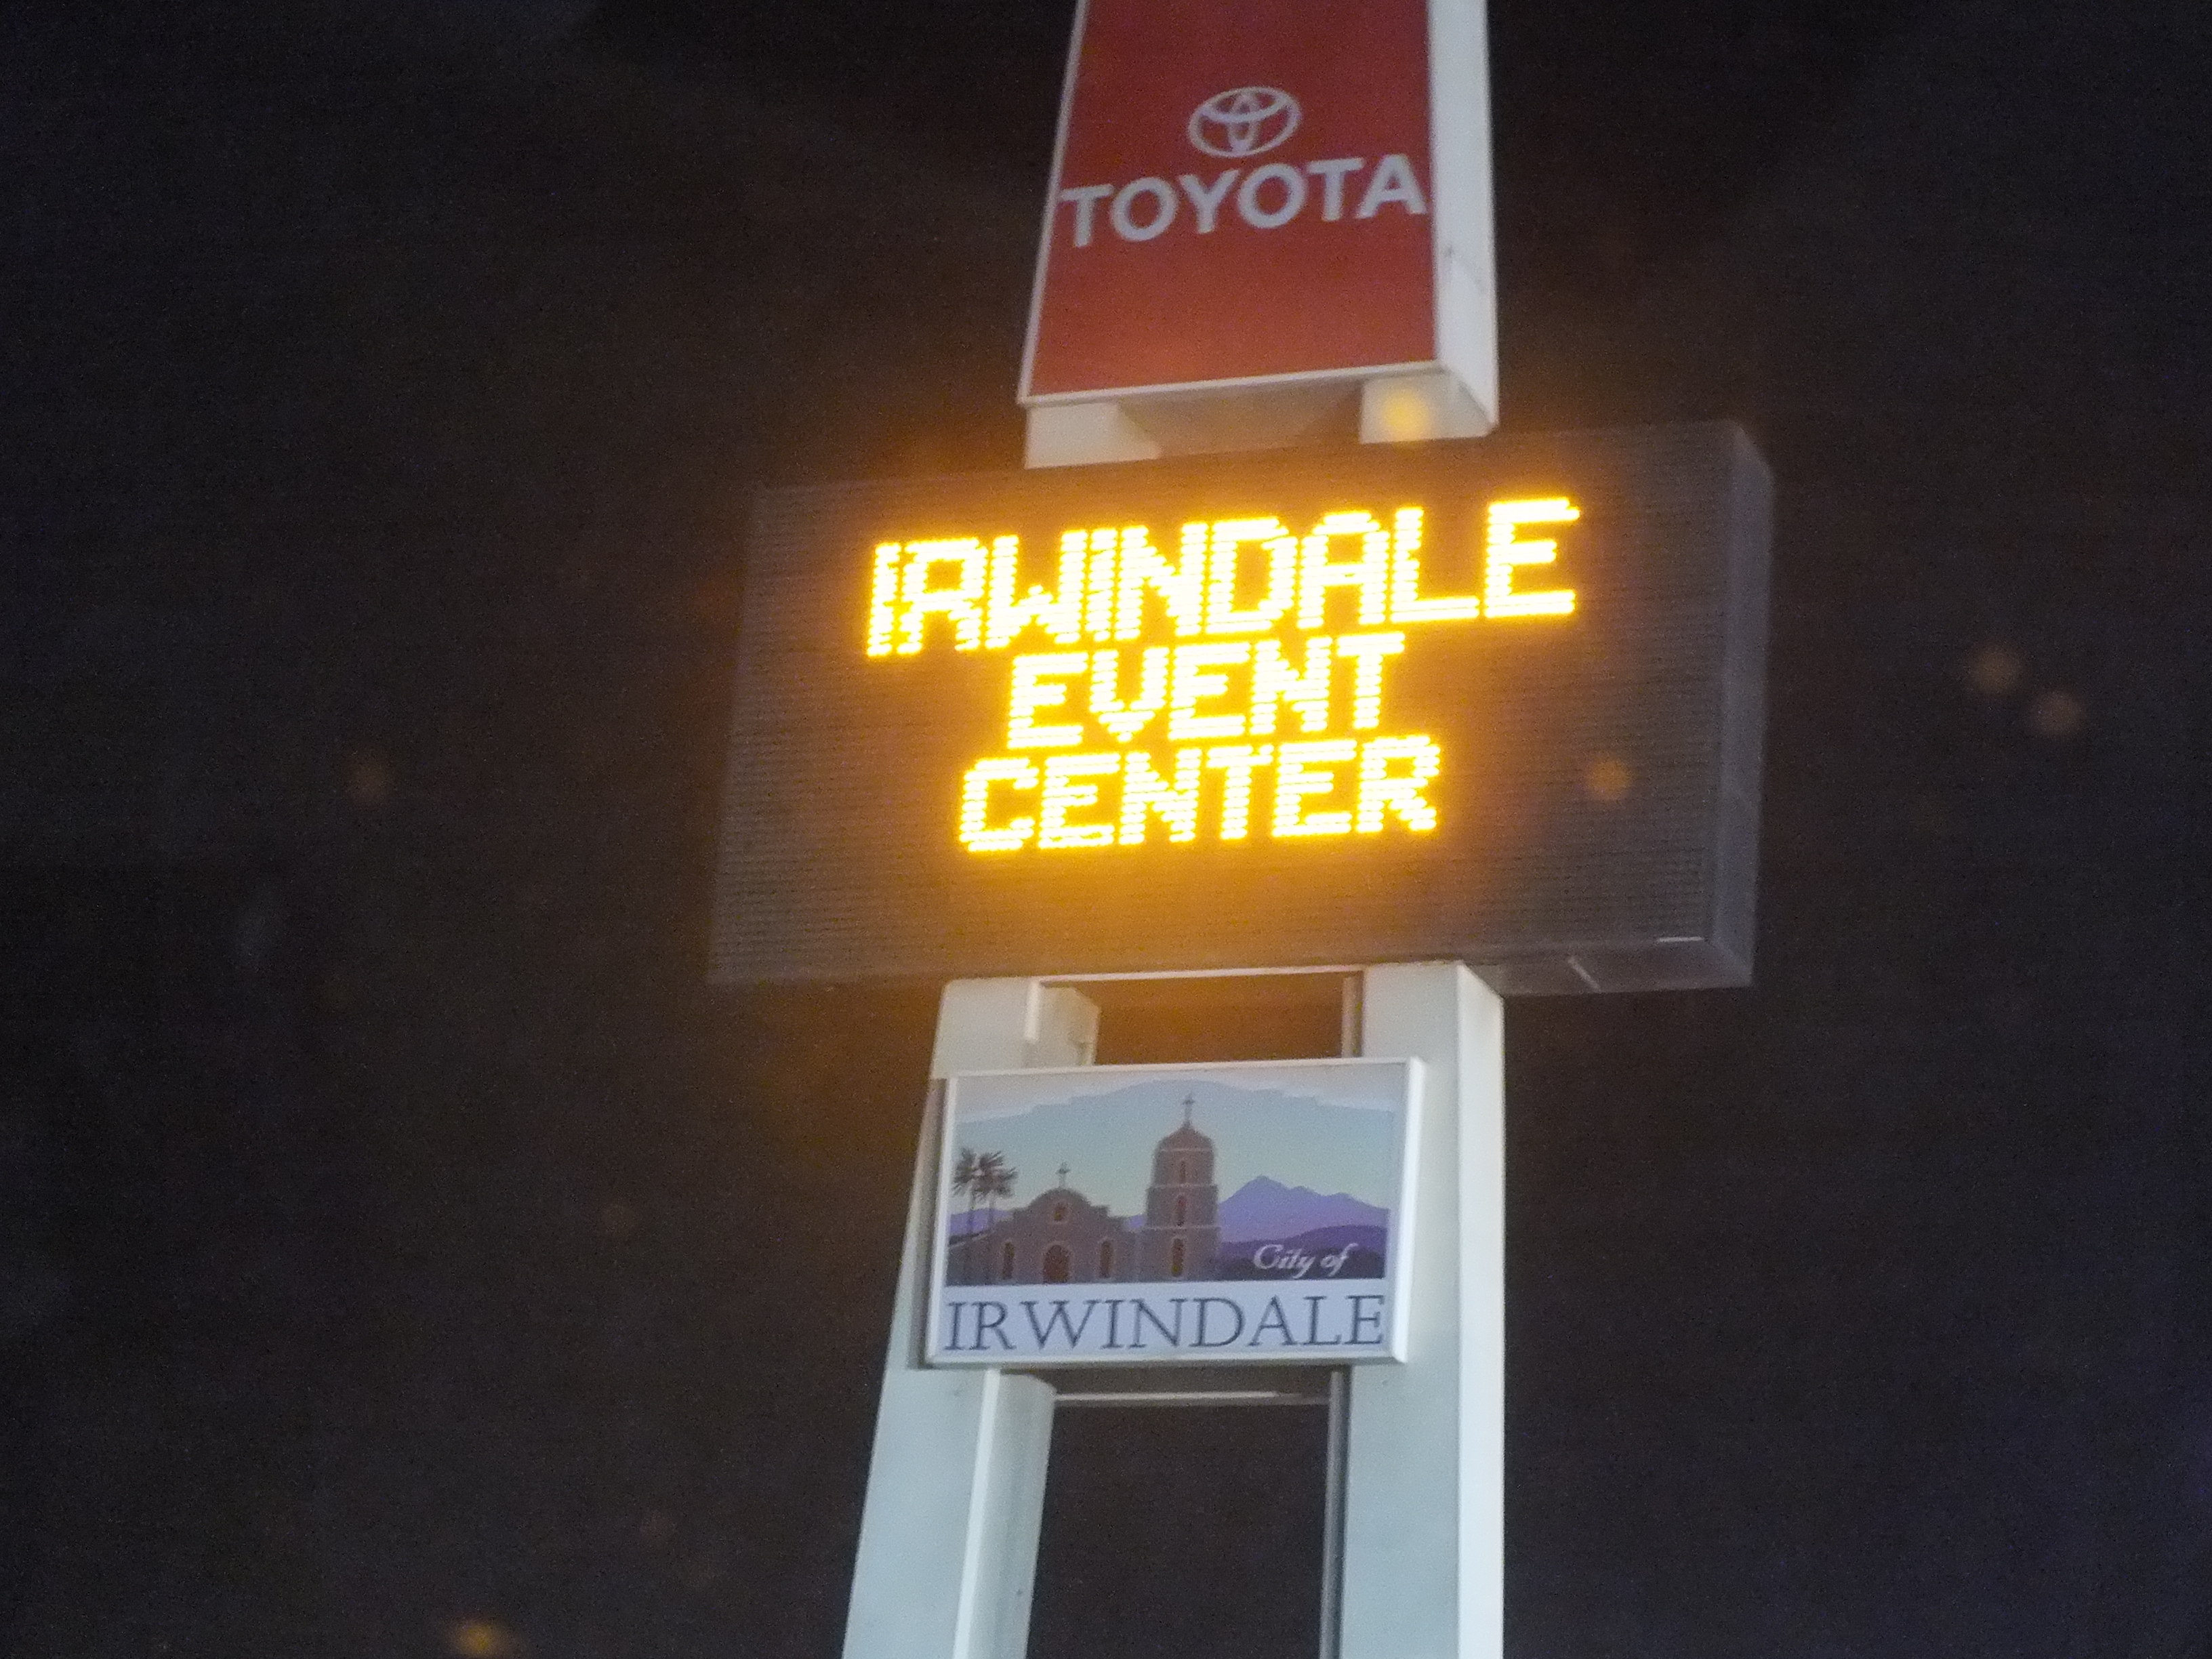 TOYOTA
IRWINDALE
EVENT
CENTER
City of
IRWINDALE